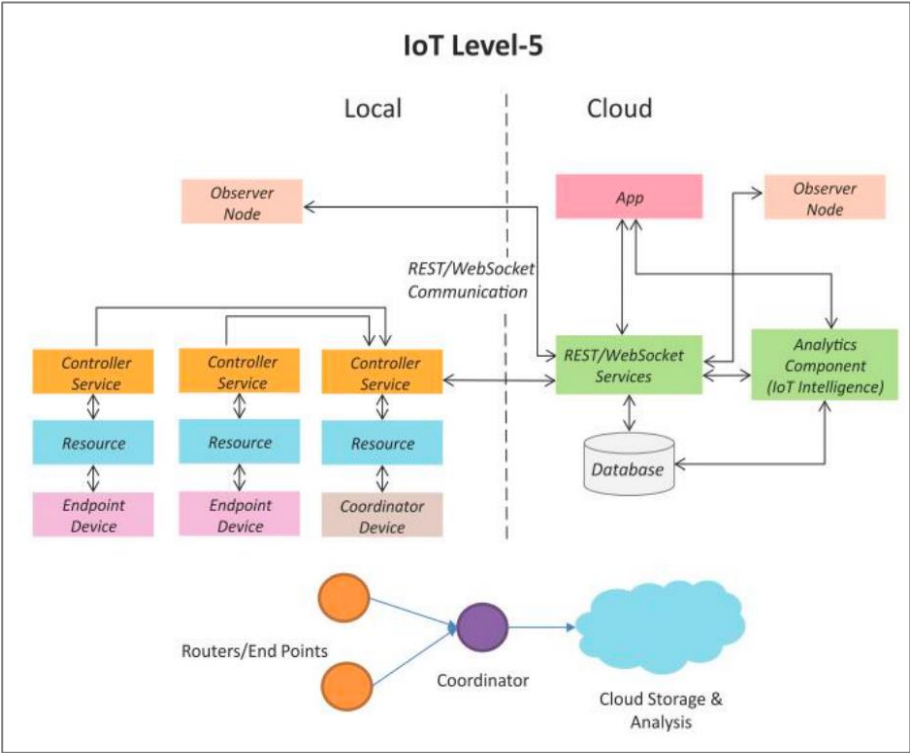 IoT Level-5
Local
Cloud
Observer
Node
App
Observer
Node
REST/WebSocket
Communication
Controller
Service
Controller
Service
Controller
Service
REST/WebSocket
Services
Analytics
Component
(IoT Intelligence)
Resource
Resource
Resource
Database
Endpoint
Device
Endpoint
Device
Coordinator
Device
Routers/End Points
Coordinator
Cloud Storage &
Analysis